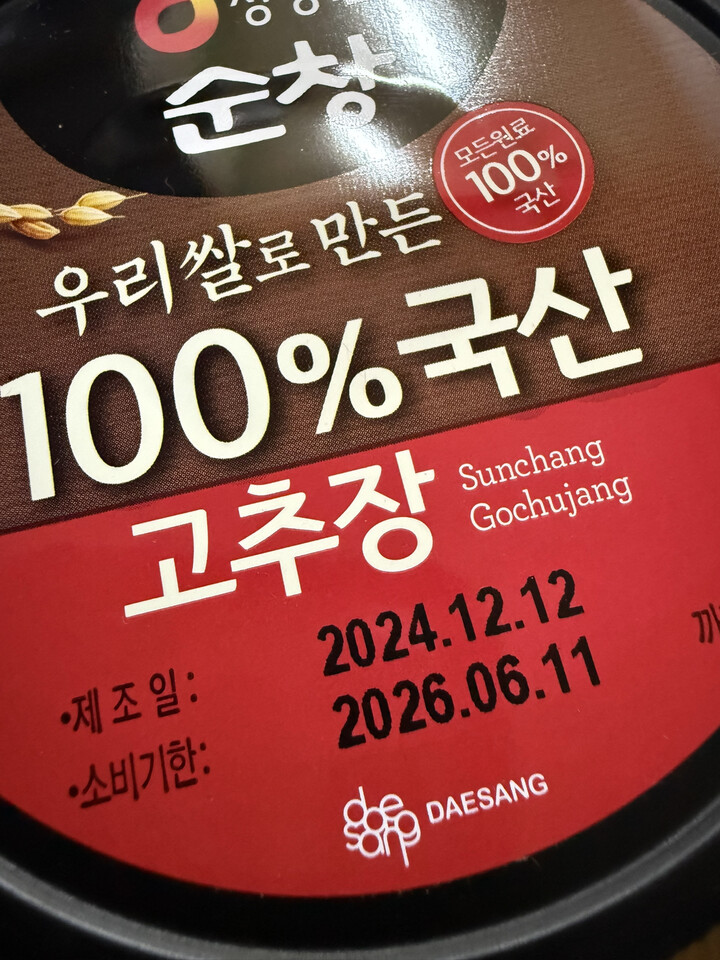 순창
모든원료
100%
국산
우리쌀로 만든
100%국산
고추장
Sunchang
Gochujang
•제 조 일: 2024.12.12
•소비기한: 2026.06.11
까
daesang DAESANG